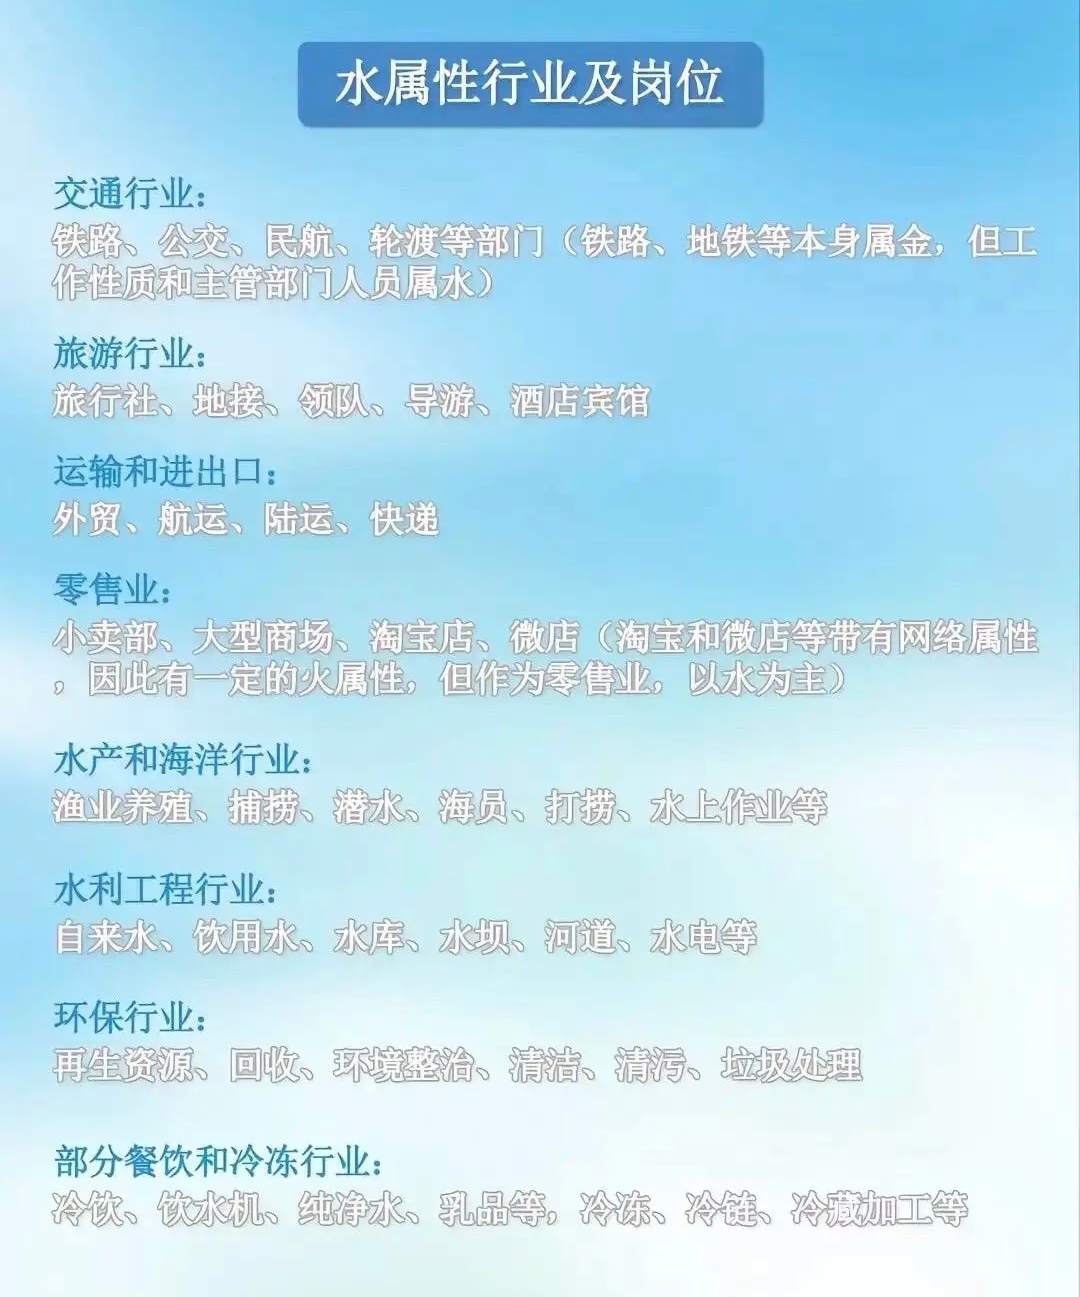 水属性行业及岗位
交通行业：
铁路、公交、民航、轮渡等部门（铁路、地铁等本身属金，但工
作性质和主管部门人员属水）
旅游行业：
旅行社、地接、领队、导游、酒店宾馆
运输和进出口：
外贸、航运、陆运、快递
零售业：
小卖部、大型商场、淘宝店、微店（淘宝和微店等带有网络属性
，因此有一定的火属性，但作为零售业，以水为主）
水产和海洋行业：
渔业养殖、捕捞、潜水、海员、打捞、水上作业等
水利工程行业：
自来水、饮用水、水库、水坝、河道、水电等
环保行业：
再生资源、回收、环境整治、清洁、清污、垃圾处理
部分餐饮和冷冻行业：
冷饮、饮水机、纯净水、乳品等，冷冻、冷链、冷藏加工等